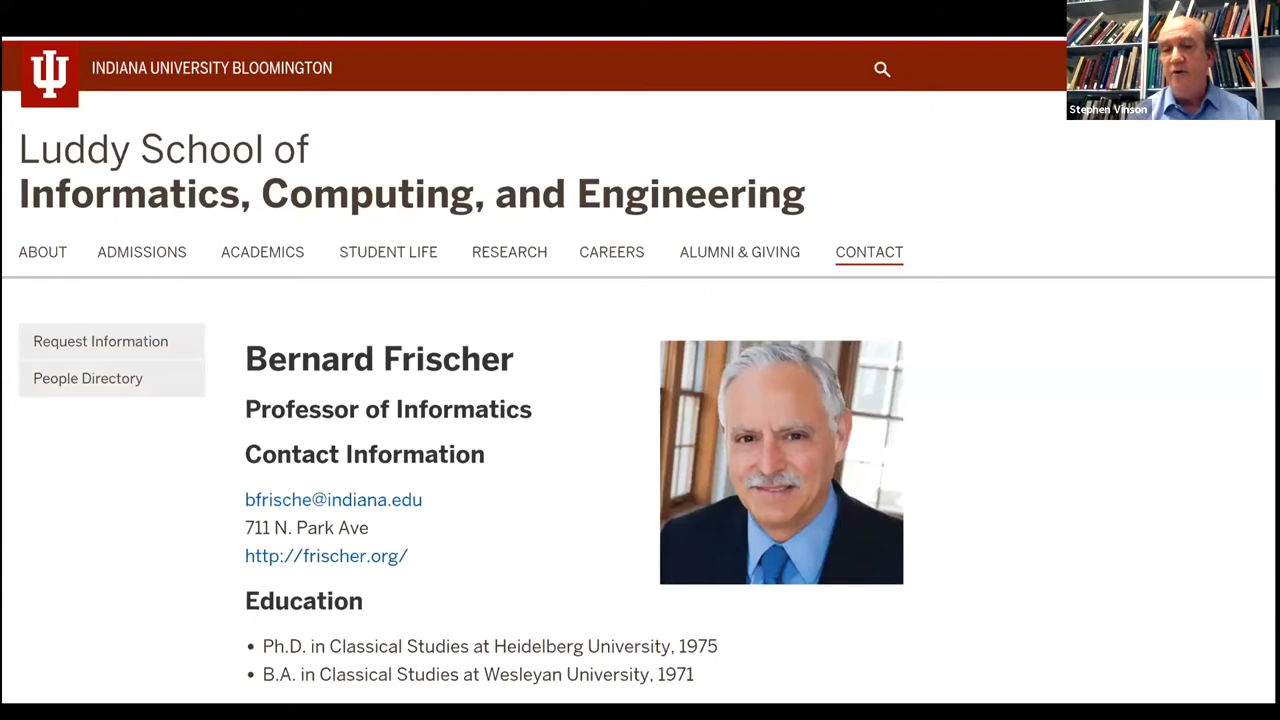 INDIANA UNIVERSITY BLOOMINGTON
Stephen Vinson
Luddy School of
Informatics, Computing, and Engineering
ABOUT ADMISSIONS ACADEMICS STUDENT LIFE RESEARCH CAREERS ALUMNI & GIVING CONTACT
Request Information
People Directory
Bernard Frischer
Professor of Informatics
Contact Information
bfrische@indiana.edu
711 N. Park Ave
http://frischer.org/
Education
• Ph.D. in Classical Studies at Heidelberg University, 1975
• B.A. in Classical Studies at Wesleyan University, 1971